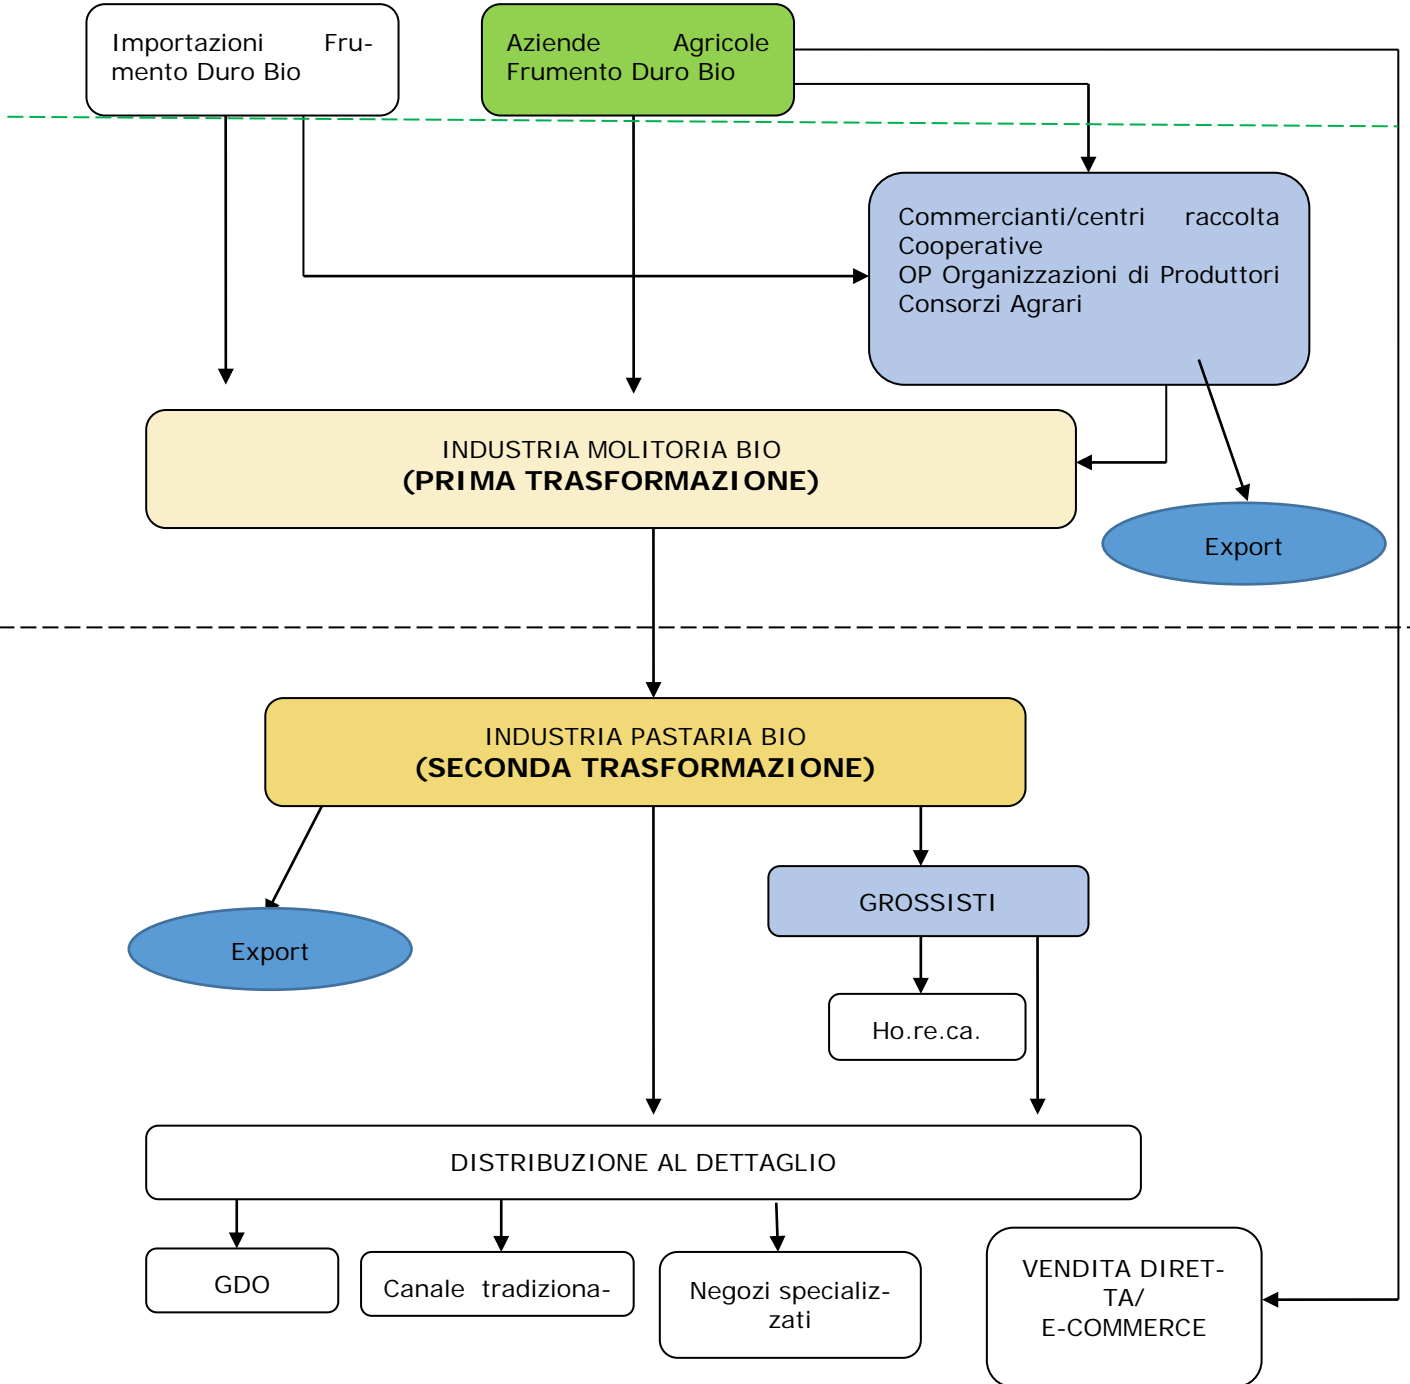 Importazioni Fru-
mento Duro Bio
Aziende Agricole
Frumento Duro Bio
Commercianti/centri raccolta
Cooperative
OP Organizzazioni di Produttori
Consorzi Agrari
INDUSTRIA MOLITORIA BIO
(PRIMA TRASFORMAZIONE)
Export
INDUSTRIA PASTARIA BIO
(SECONDA TRASFORMAZIONE)
GROSSISTI
Export
Ho.re.ca.
DISTRIBUZIONE AL DETTAGLIO
GDO
Canale tradiziona-
Negozi specializ-
zati
VENDITA DIRET-
TA/
E-COMMERCE